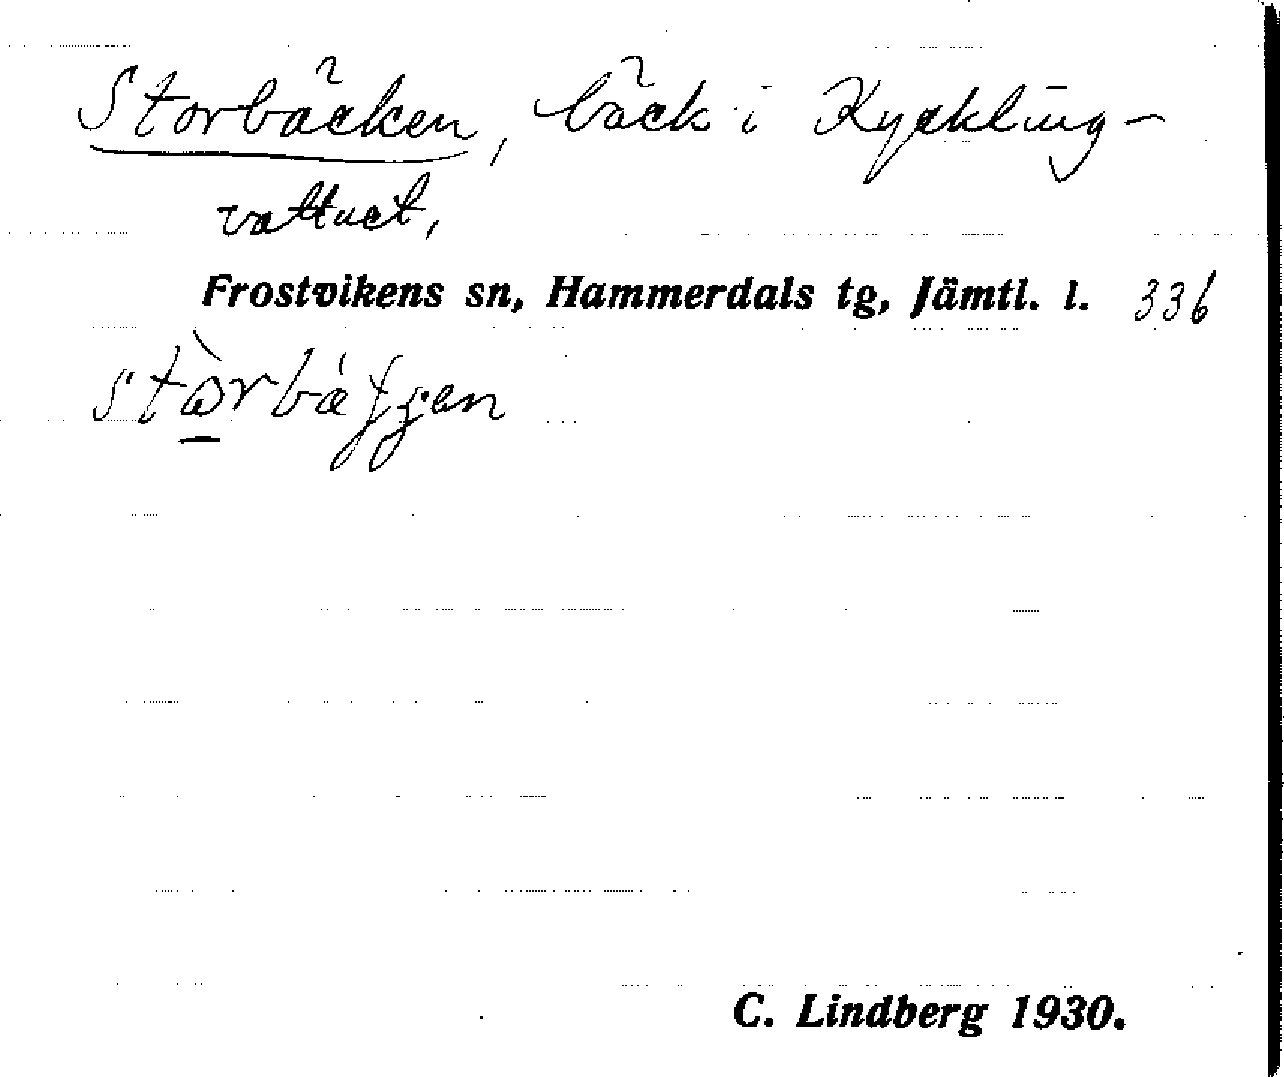 Storbäcken, bäck i Kyckling-
vattnet,
Frostvikens sn, Hammerdals tg, Jämtl. l. 336
C. Lindberg 1930.